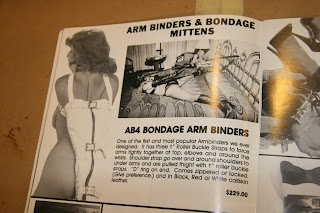 ARM BINDERS & BONDAGE
MITTENS
AB4 BONDAGE ARM BINDERS
One of the first and most popular Armbinders we ever
designed. It has three 1" Roller Buckle Straps to force
arms tightly together at top, elbows and around the
wrists. Shoulder strap go over and around shoulders to
under arms and are pulled thight with 1" roller buckle
straps. "D" ring on end. Comes zippered or locked.
(Give preference.) and in Black, Red or White calfskin
leather.
$229.00